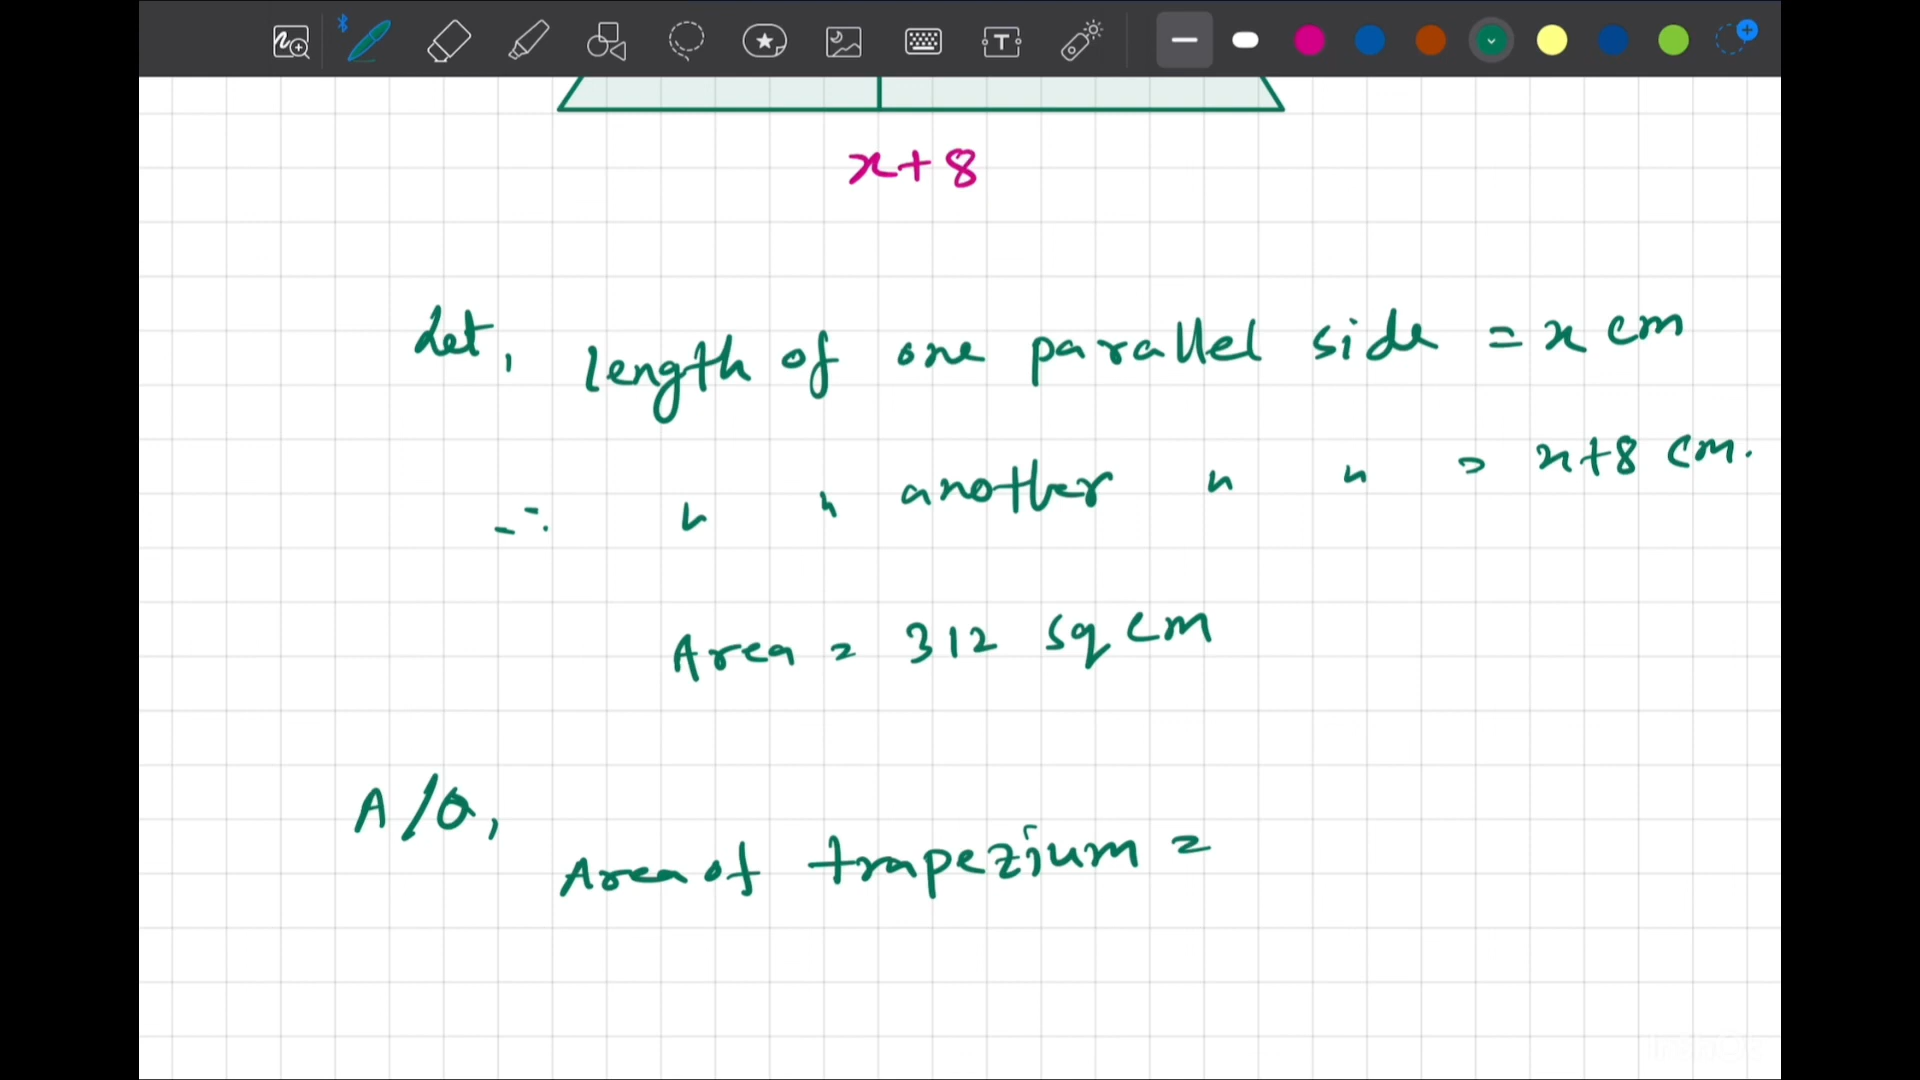 x+8
Let, length of one parallel side = x cm
∴ " " another " " = x+8 cm.
Area = 312 sq cm
A/Q,
Area of trapezium =